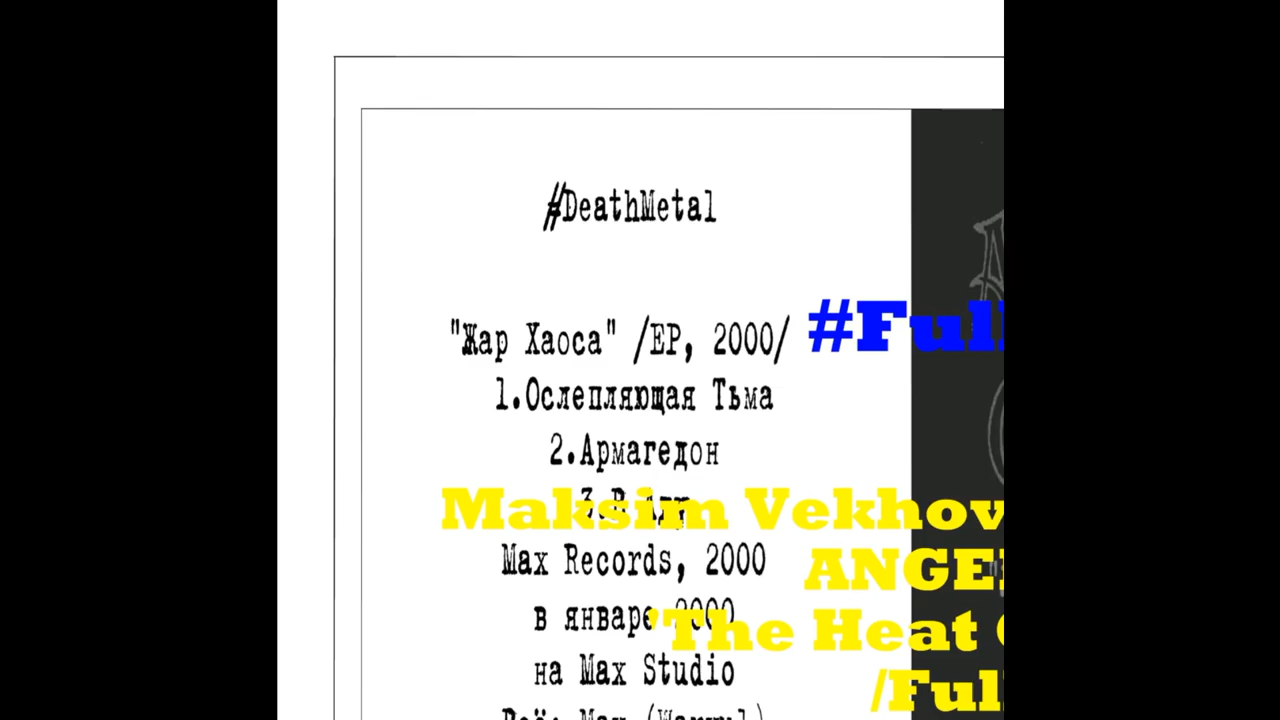 #DeathMetal
#Ful
"Жар Хаоса" /EP, 2000/
1.Ослепляющая Тьма
2.Армагедон
Maksim Vekhov
Max Records, 2000
ANGE
в январе 2000
'The Heat
на Max Studio
/Ful